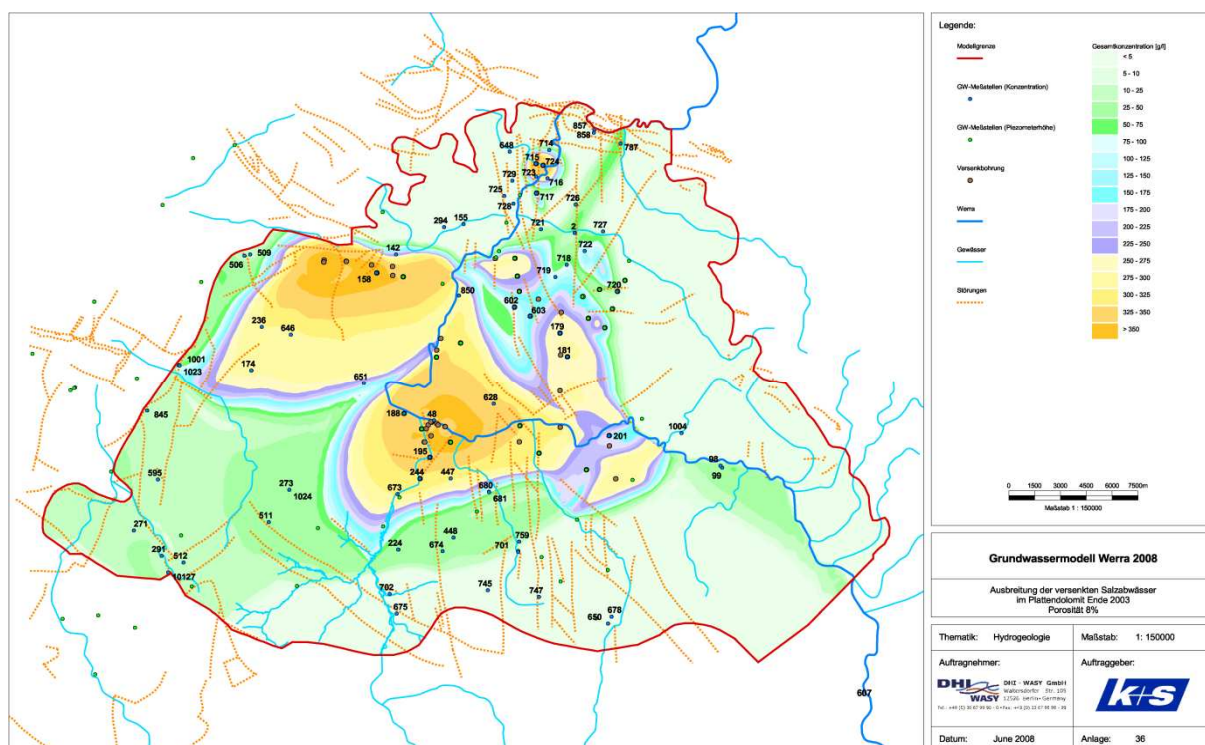 857
858
714
787
648
715
724
723
716
729
725
717
728
726
294
155
721
2
727
142
506
509
722
718
719
158
720
850
602
603
236
646
179
1001
1023
174
181
651
628
845
188
48
201
1004
195
98
99
595
244
447
273
1024
673
680
681
511
271
448
759
291
512
224
674
701
10127
702
745
747
675
678
650
607
Legende:
Modellgrenze
GW-Meßstellen (Konzentration)
GW-Meßstellen (Piezometerhöhe)
Versenkbohrung
Werra
Gewässer
Störungen
Gesamtkonzentration [g/l]
< 5
5 - 10
10 - 25
25 - 50
50 - 75
75 - 100
100 - 125
125 - 150
150 - 175
175 - 200
200 - 225
225 - 250
250 - 275
275 - 300
300 - 325
325 - 350
> 350
0 1500 3000 4500 6000 7500m
Maßstab 1 : 150000
Grundwassermodell Werra 2008
Ausbreitung der versenkten Salzabwässer
im Plattendolomit Ende 2003
Porosität 8%
Thematik: Hydrogeologie
Maßstab: 1: 150000
Auftragnehmer:
DHI
WASY
DHI - WASY GmbH
Waltersdorfer Str. 105
12526 Berlin-Germany
Auftraggeber:
k+s
Datum: June 2008
Anlage: 36